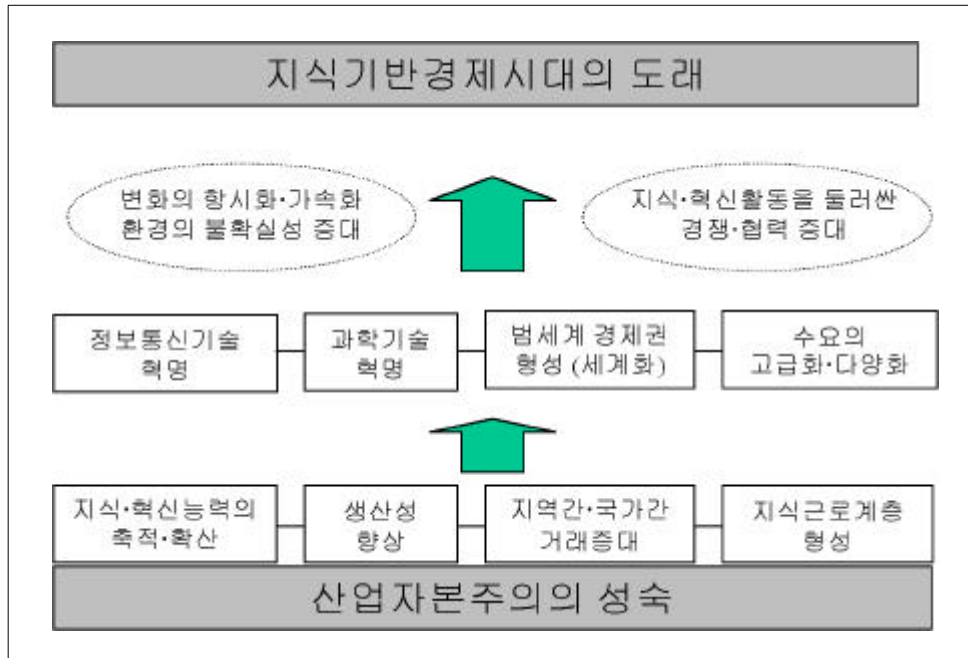 지식기반경제시대의 도래
변화의 항시화·가속화
환경의 불확실성 증대
지식·혁신활동을 둘러싼
경쟁·협력 증대
정보통신기술
혁명
과학기술
혁명
범세계 경제권
형성 (세계화)
수요의
고급화·다양화
지식·혁신능력의
축적·확산
생산성
향상
지역간·국가간
거래증대
지식근로계층
형성
산업자본주의의 성숙